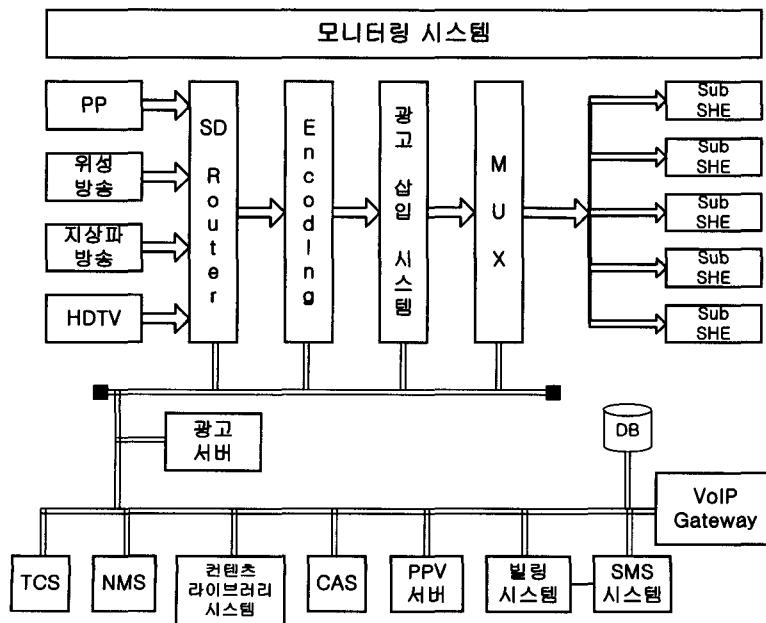 모니터링 시스템
PP
위성
방송
지상파
방송
HDTV
SD Router
Encoding
광고 삽입 시스템
MUX
Sub
SHE
Sub
SHE
Sub
SHE
Sub
SHE
Sub
SHE
광고
서버
DB
VoIP
Gateway
TCS
NMS
컨텐츠
라이브러리
시스템
CAS
PPV
서버
빌링
시스템
SMS
시스템